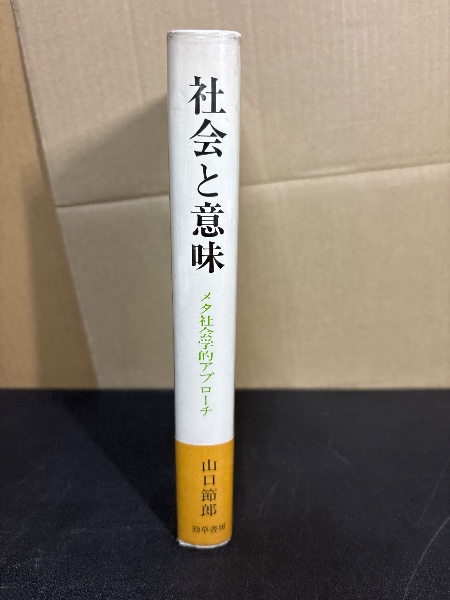 社会と意味
メタ社会学的アプローチ
山口節郎
勁草書房